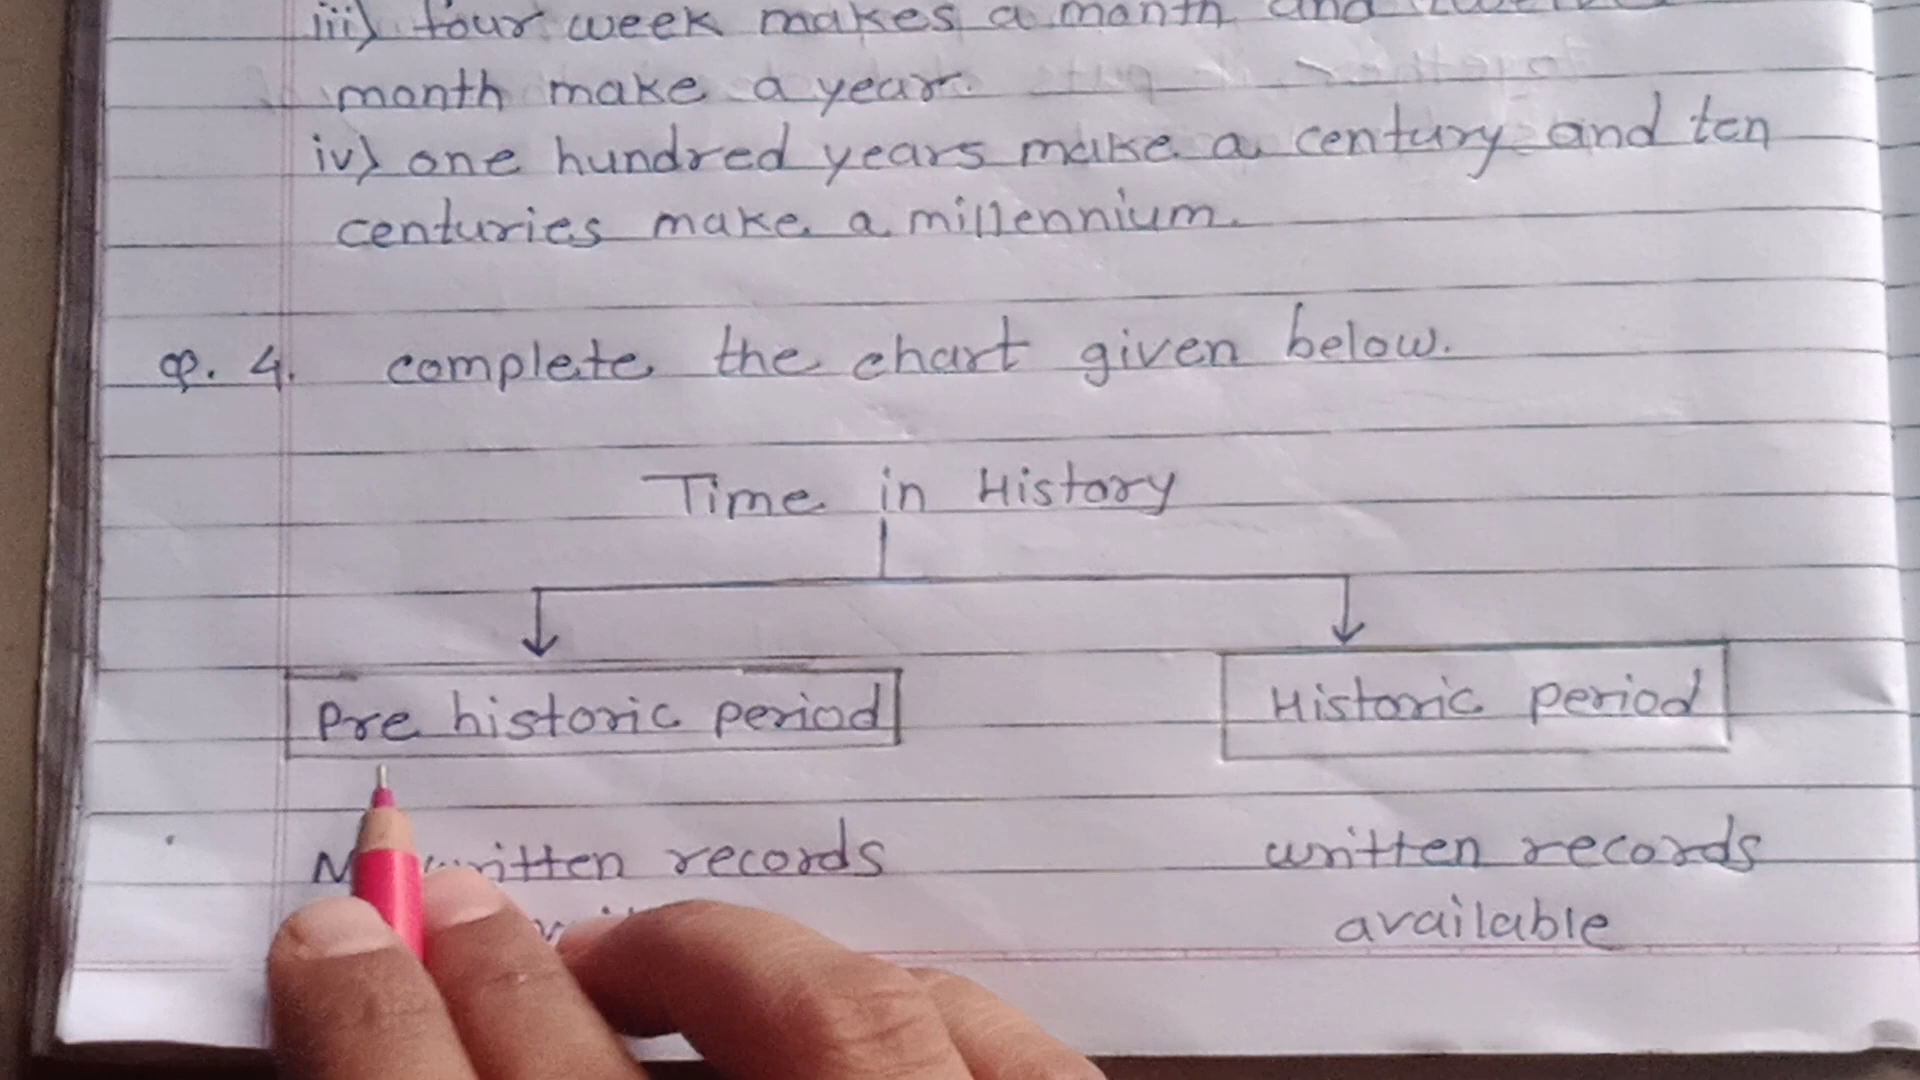 iii) four week makes a month and
month make a year.
iv) one hundred years make a century and ten
centuries make a millennium.
Q. 4. complete the chart given below.
Time in History
Pre historic period
Historic period
written records
written records
available